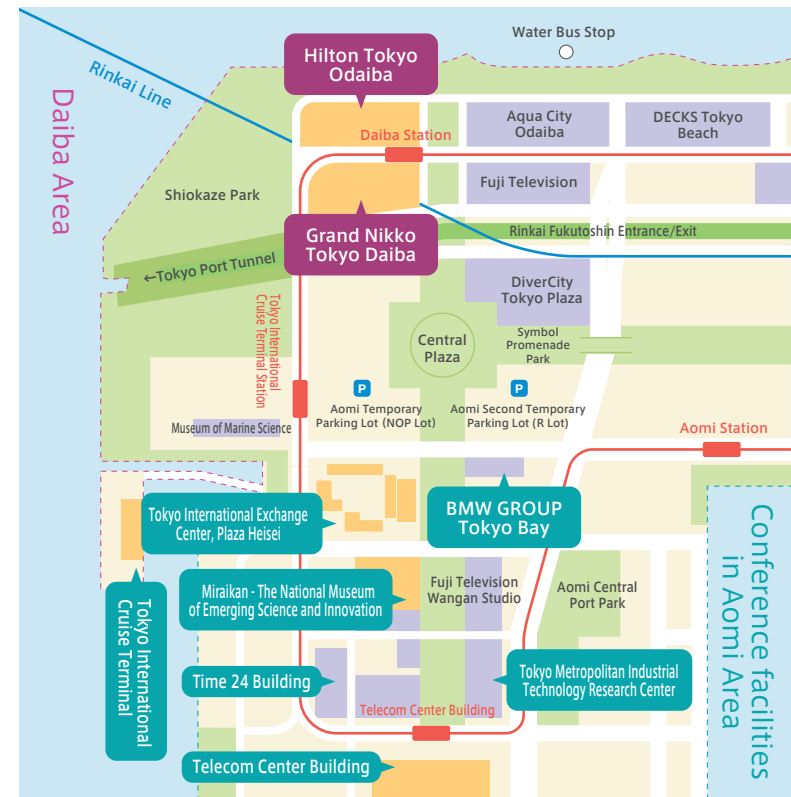 Water Bus Stop
Hilton Tokyo
Odaiba
Rinkai Line
Daiba Area
Aqua City
Odaiba
DECKS Tokyo
Beach
Daiba Station
Fuji Television
Shiokaze Park
Grand Nikko
Tokyo Daiba
Rinkai Fukutoshin Entrance/Exit
←Tokyo Port Tunnel
DiverCity
Tokyo Plaza
Tokyo International
Cruise Terminal Station
Central
Plaza
Symbol
Promenade
Park
P
P
Aomi Temporary
Parking Lot (NOP Lot)
Aomi Second Temporary
Parking Lot (R Lot)
Museum of Marine Science
Aomi Station
BMW GROUP
Tokyo Bay
Tokyo International Exchange
Center, Plaza Heisei
Conference facilities
in Aomi Area
Miraikan - The National Museum
of Emerging Science and Innovation
Fuji Television
Wangan Studio
Aomi Central
Port Park
Tokyo International
Cruise Terminal
Time 24 Building
Tokyo Metropolitan Industrial
Technology Research Center
Telecom Center Building
Telecom Center Building